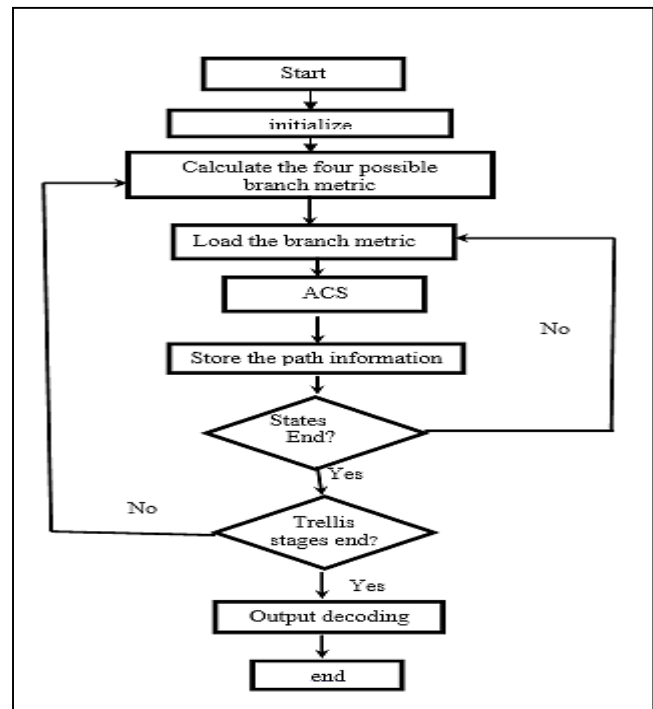 Start
initialize
Calculate the four possible
branch metric
Load the branch metric
ACS
No
Store the path information
States
End?
Yes
No
Trellis
stages end?
Yes
Output decoding
end